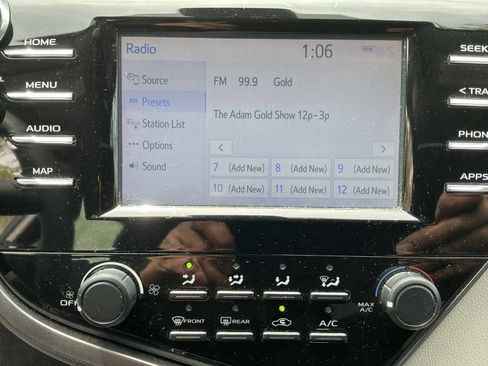 HOME
MENU
AUDIO
MAP
Radio
1:06
Source
Presets
Station List
Options
Sound
FM 99.9 Gold
The Adam Gold Show 12p-3p
< >
7 (Add New) 8 (Add New) 9 (Add New)
10 (Add New) 11 (Add New) 12 (Add New)
SEEK
< TRA
PHON
APPS
OFF
FRONT
REAR
A/C
MAX
A/C